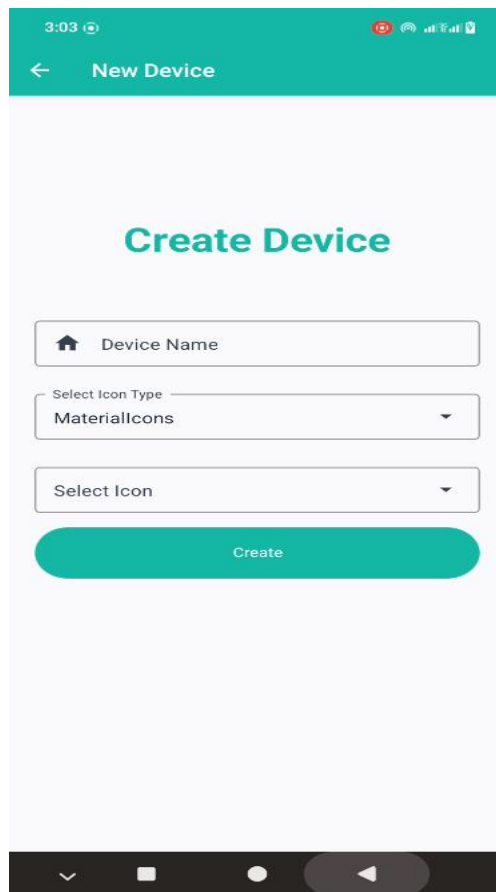 3:03
New Device
Create Device
Device Name
Select Icon Type
MaterialIcons
Select Icon
Create